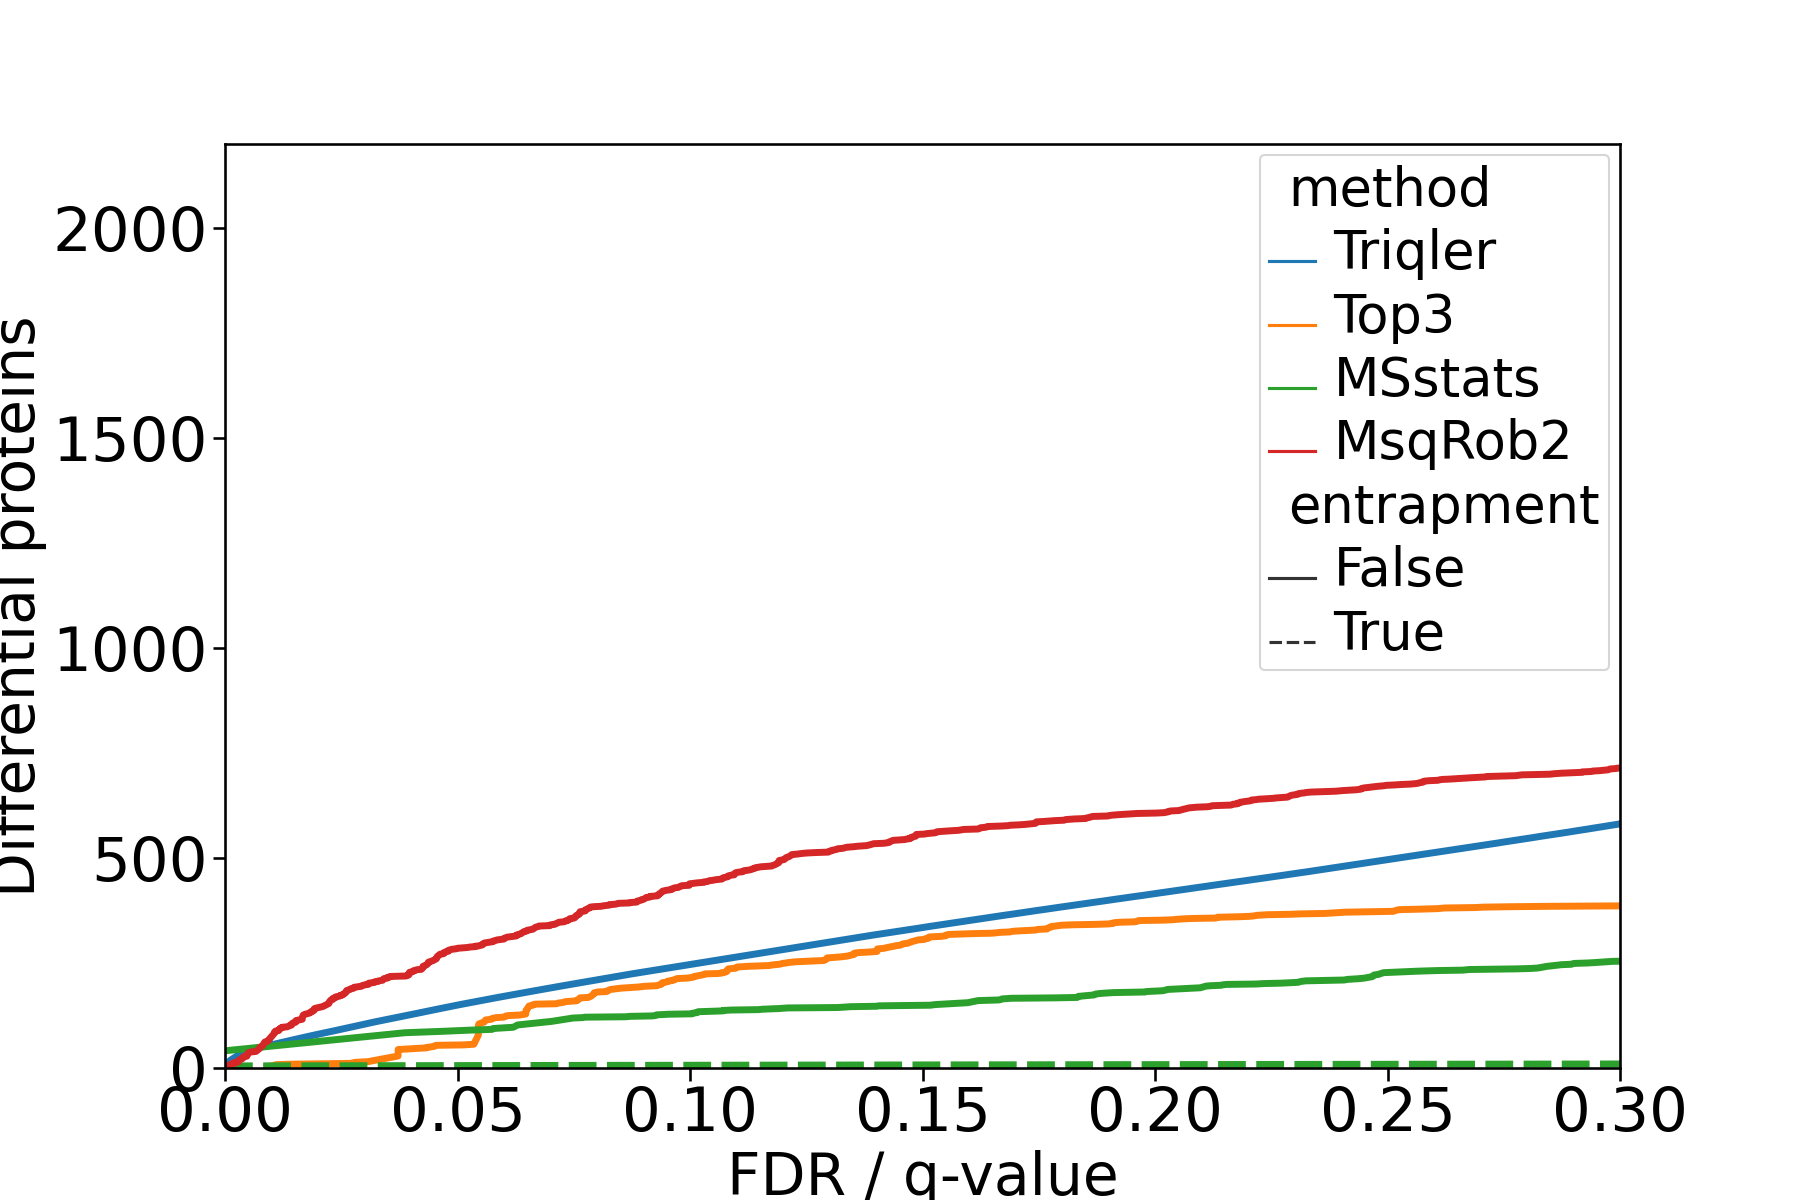 method
Triqler
Top3
MSstats
MsqRob2
entrapment
False
True
Differential proteins
2000
1500
1000
500
0
0.00 0.05 0.10 0.15 0.20 0.25 0.30
FDR / q-value